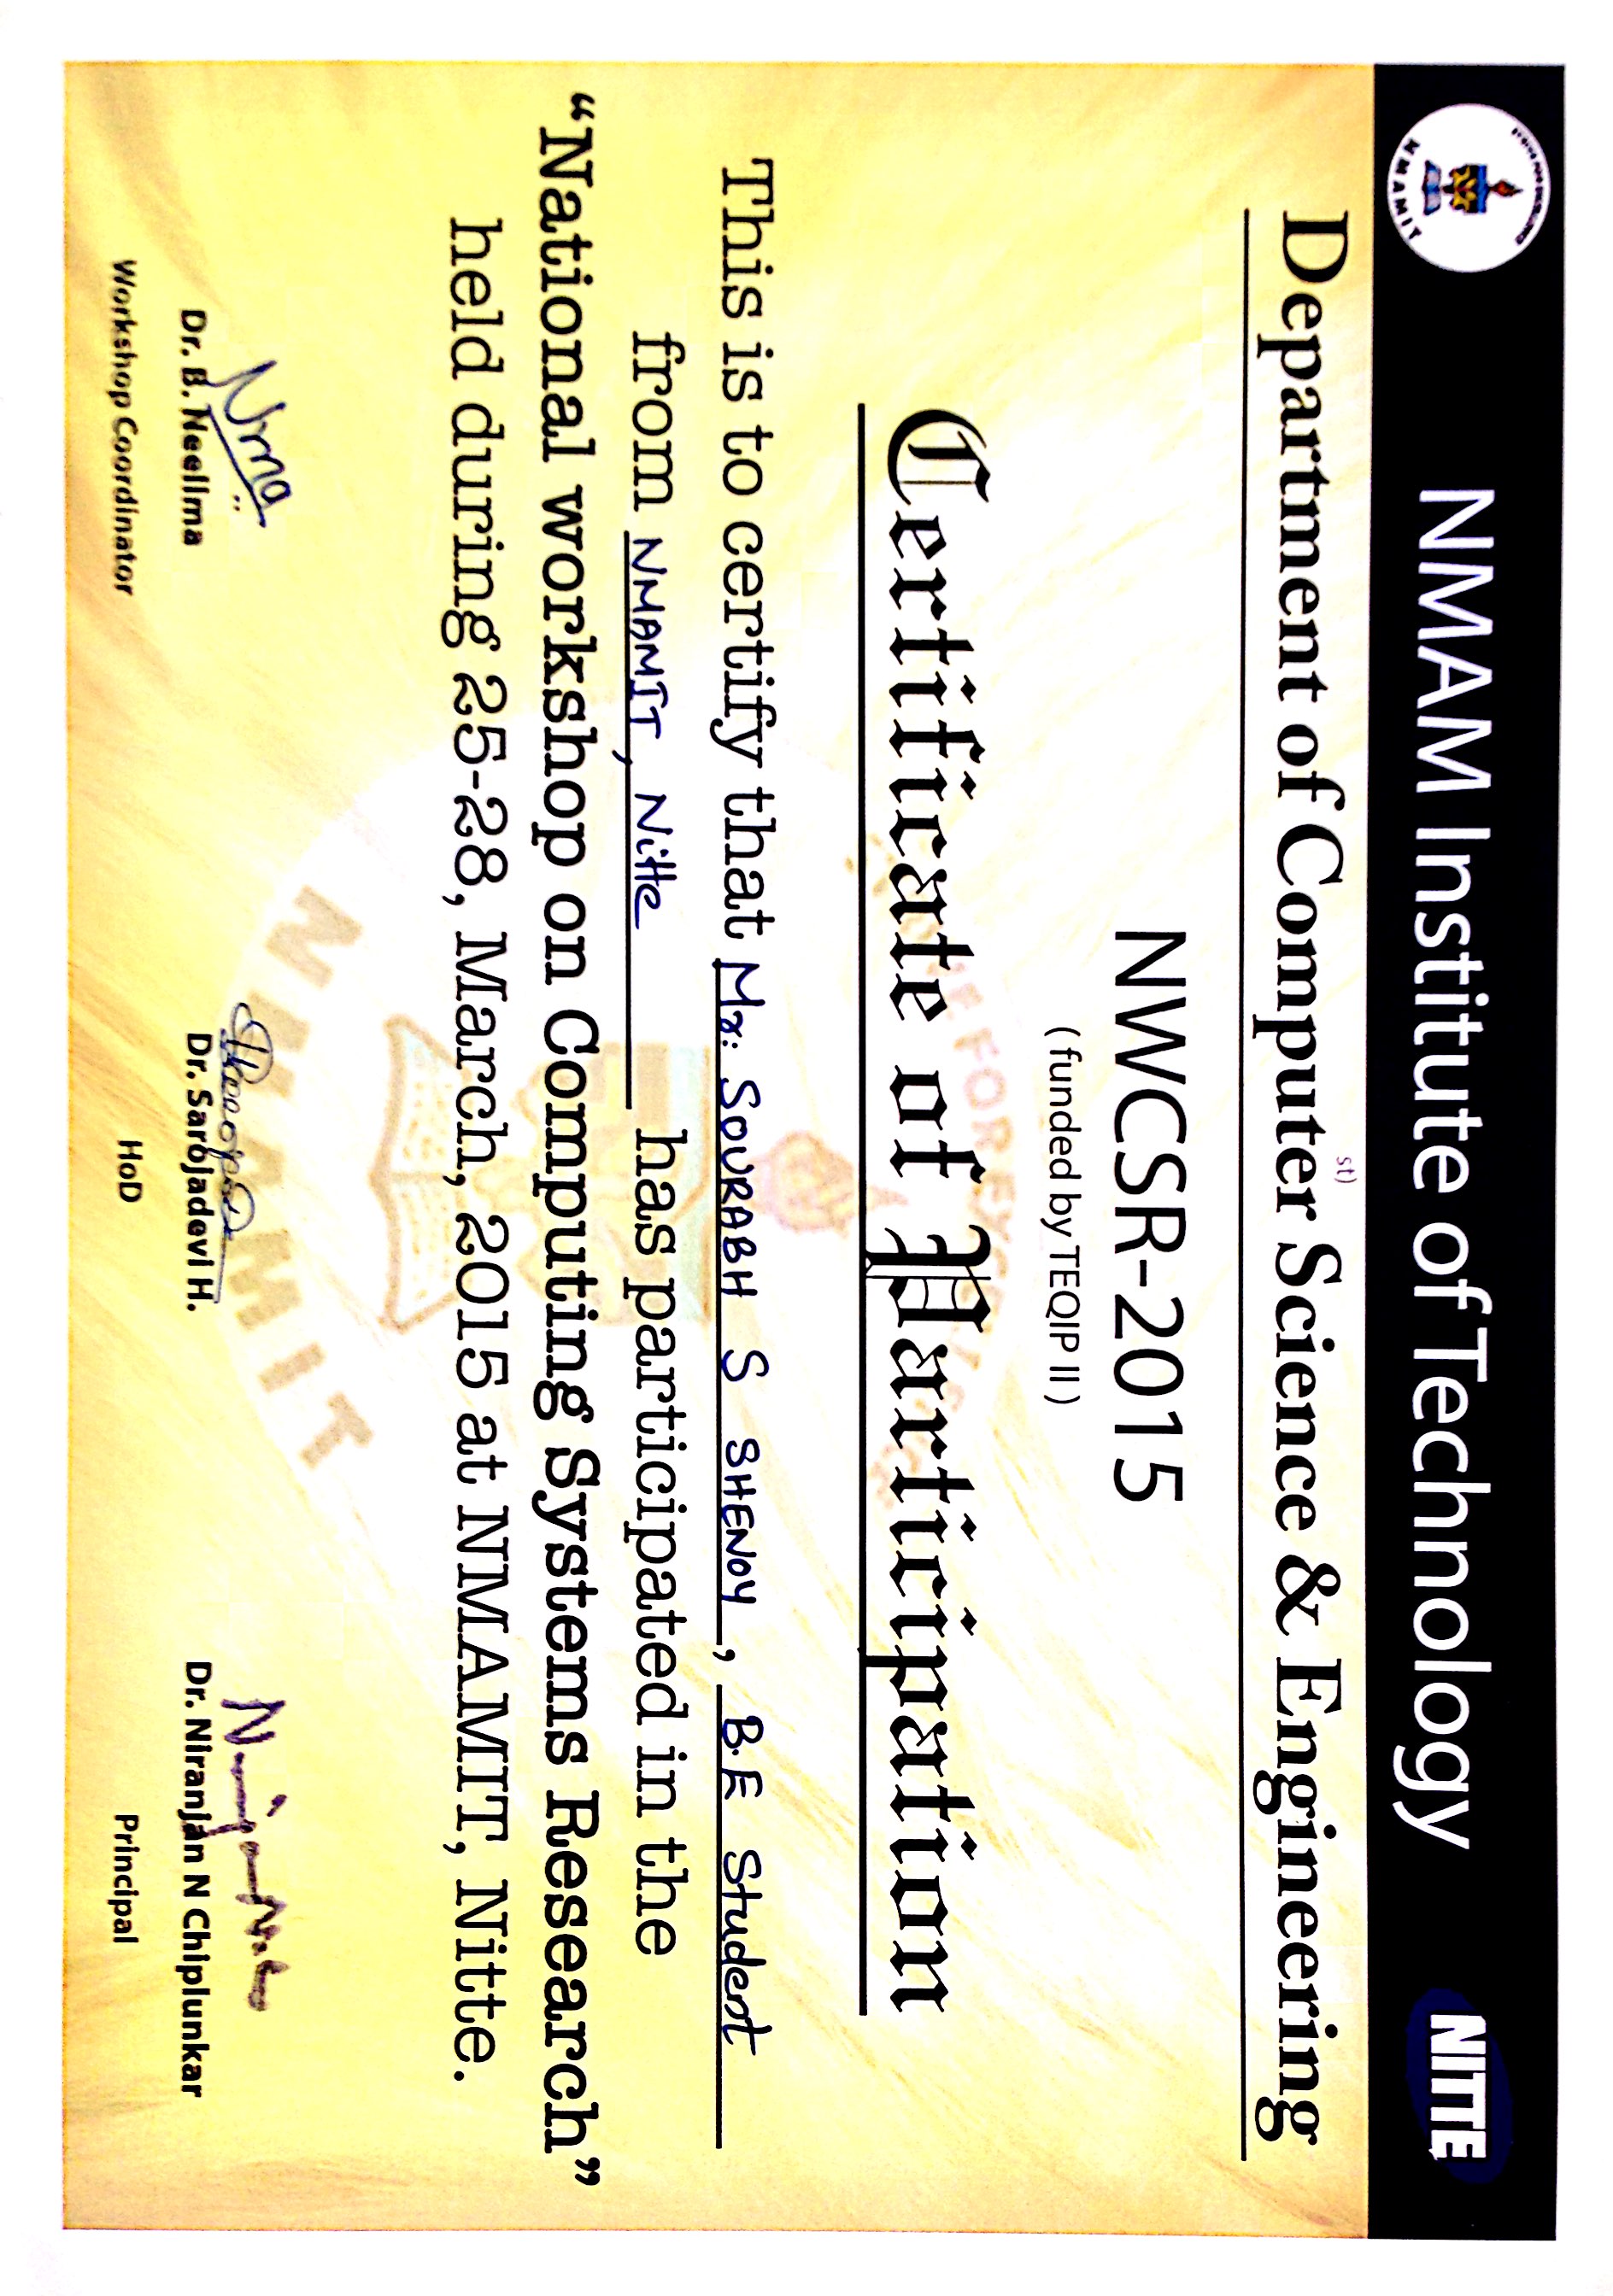 NMAM Institute of Technology
NITTE
NMAMIT
st)
Department of Computer Science & Engineering
NWCSR-2015
( funded by TEQIP II )
Certificate of Participation
This is to certify that Mr. SOURABH S SHENOY, B.E Student
from NMAMIT, Nitte has participated in the
“National workshop on Computing Systems Research”
held during 25-28, March, 2015 at NMAMIT, Nitte.
FOR EXCELLENCE
NMAMIT
Dr. B. Neelima
Dr. Sarojadevi H.
Dr. Niranjan N Chiplunkar
Workshop Coordinator
HoD
Principal